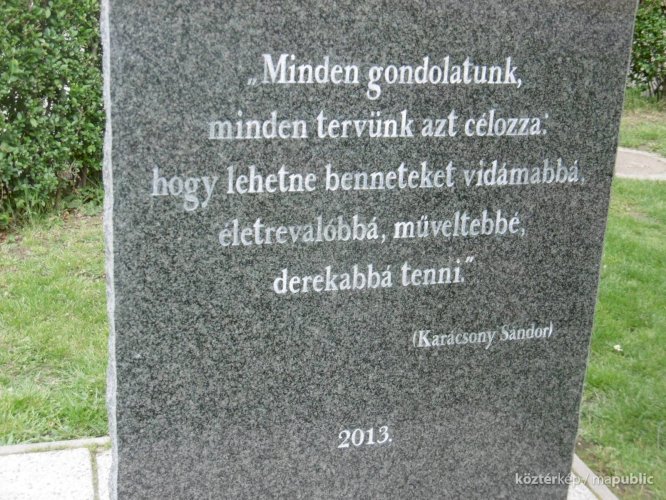 „Minden gondolatunk,
minden tervünk azt célozza:
hogy lehetne benneteket vidámabbá,
életrevalóbbá, műveltebbé,
derekabbá tenni."
(Karácsony Sándor)
2013.
köztérkép / mapublic